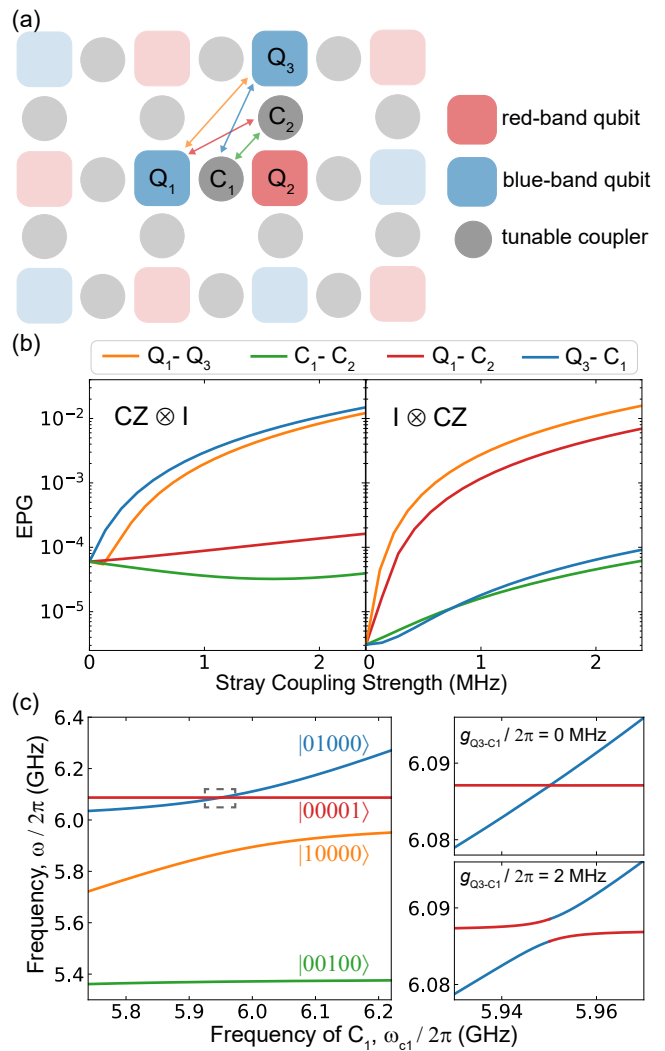 (a)
Q3
C2
Q1
C1
Q2
red-band qubit
blue-band qubit
tunable coupler
(b)
Q1- Q3
C1- C2
Q1- C2
Q3- C1
CZ ⊗ I
I ⊗ CZ
EPG
10⁻²
10⁻³
10⁻⁴
10⁻⁵
0 1 2 0 1 2
Stray Coupling Strength (MHz)
(c)
Frequency, ω / 2π (GHz)
6.4
6.2
6.0
5.8
5.6
5.4
|01000⟩
|00001⟩
|10000⟩
|00100⟩
5.8 5.9 6.0 6.1 6.2
gQ3-C1 / 2π = 0 MHz
6.09
6.08
gQ3-C1 / 2π = 2 MHz
6.09
6.08
5.94 5.96
Frequency of C1, ωc1 / 2π (GHz)